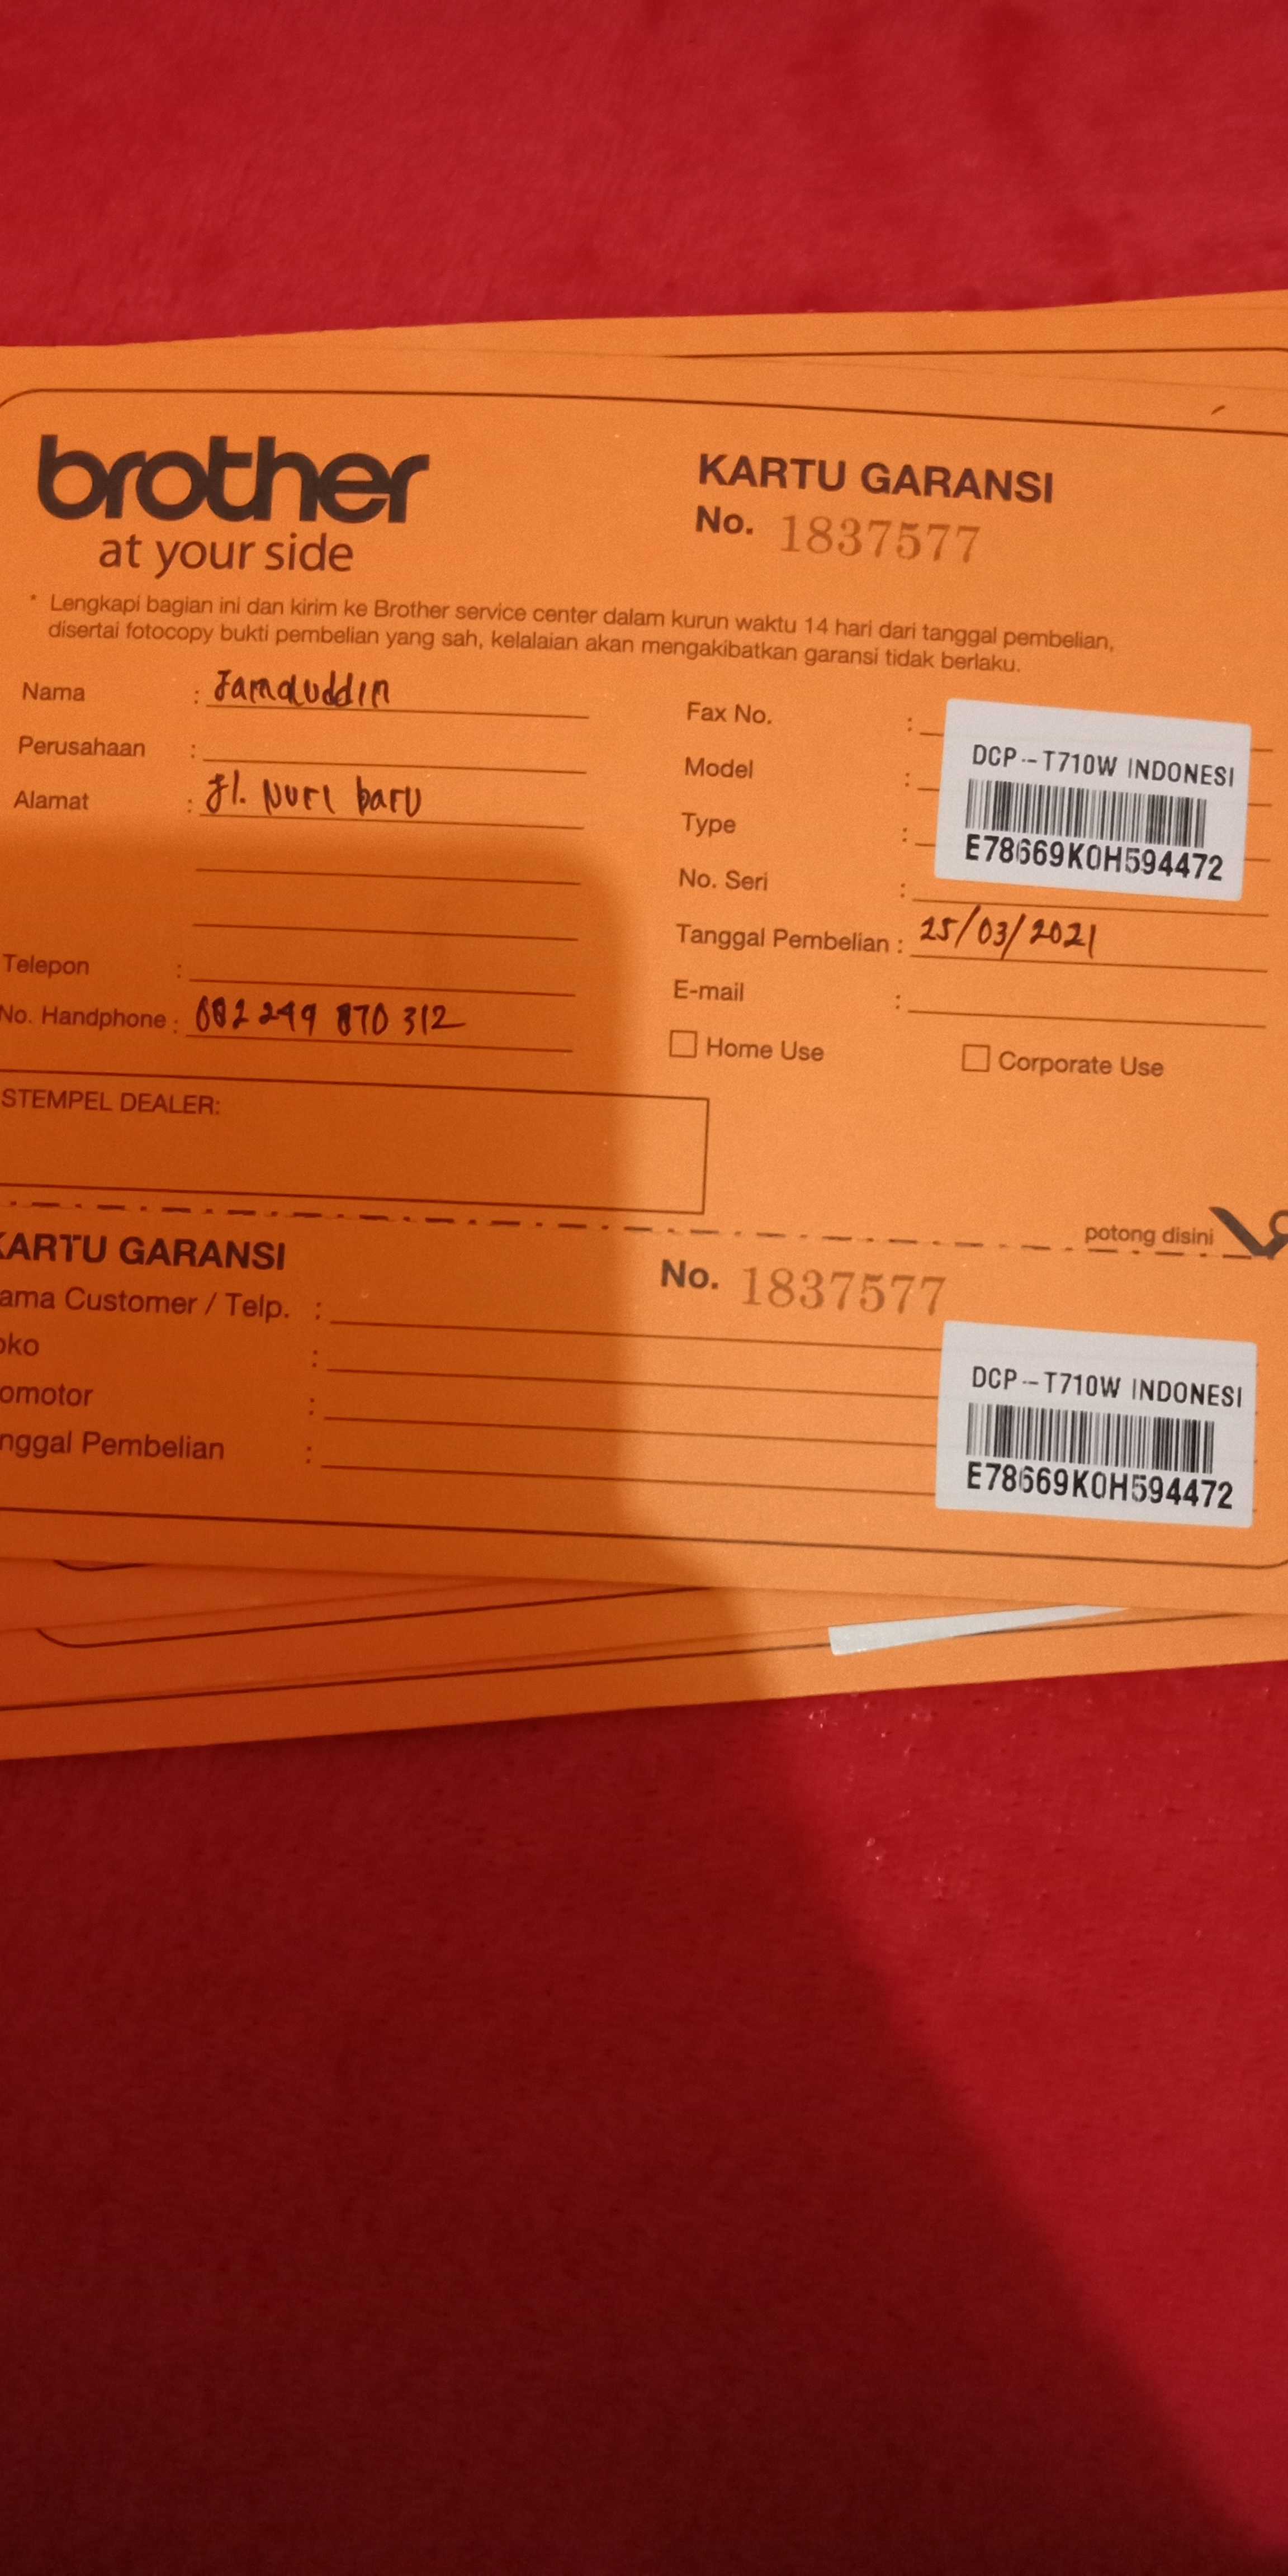 brother
at your side
KARTU GARANSI
No. 1837577
* Lengkapi bagian ini dan kirim ke Brother service center dalam kurun waktu 14 hari dari tanggal pembelian,
disertai fotocopy bukti pembelian yang sah, kelalaian akan mengakibatkan garansi tidak berlaku.
Nama : Jamaluddin
Perusahaan :
Alamat : Jl. Nuri baru
Telepon :
No. Handphone : 082 249 870 312
Fax No. :
Model :
Type :
No. Seri :
DCP-T710W INDONESI
E78669K0H594472
Tanggal Pembelian : 25/03/2021
E-mail :
Home Use
Corporate Use
STEMPEL DEALER:
potong disini
KARTU GARANSI
No. 1837577
ama Customer / Telp. :
oko :
omotor :
nggal Pembelian :
DCP-T710W INDONESI
E78669K0H594472